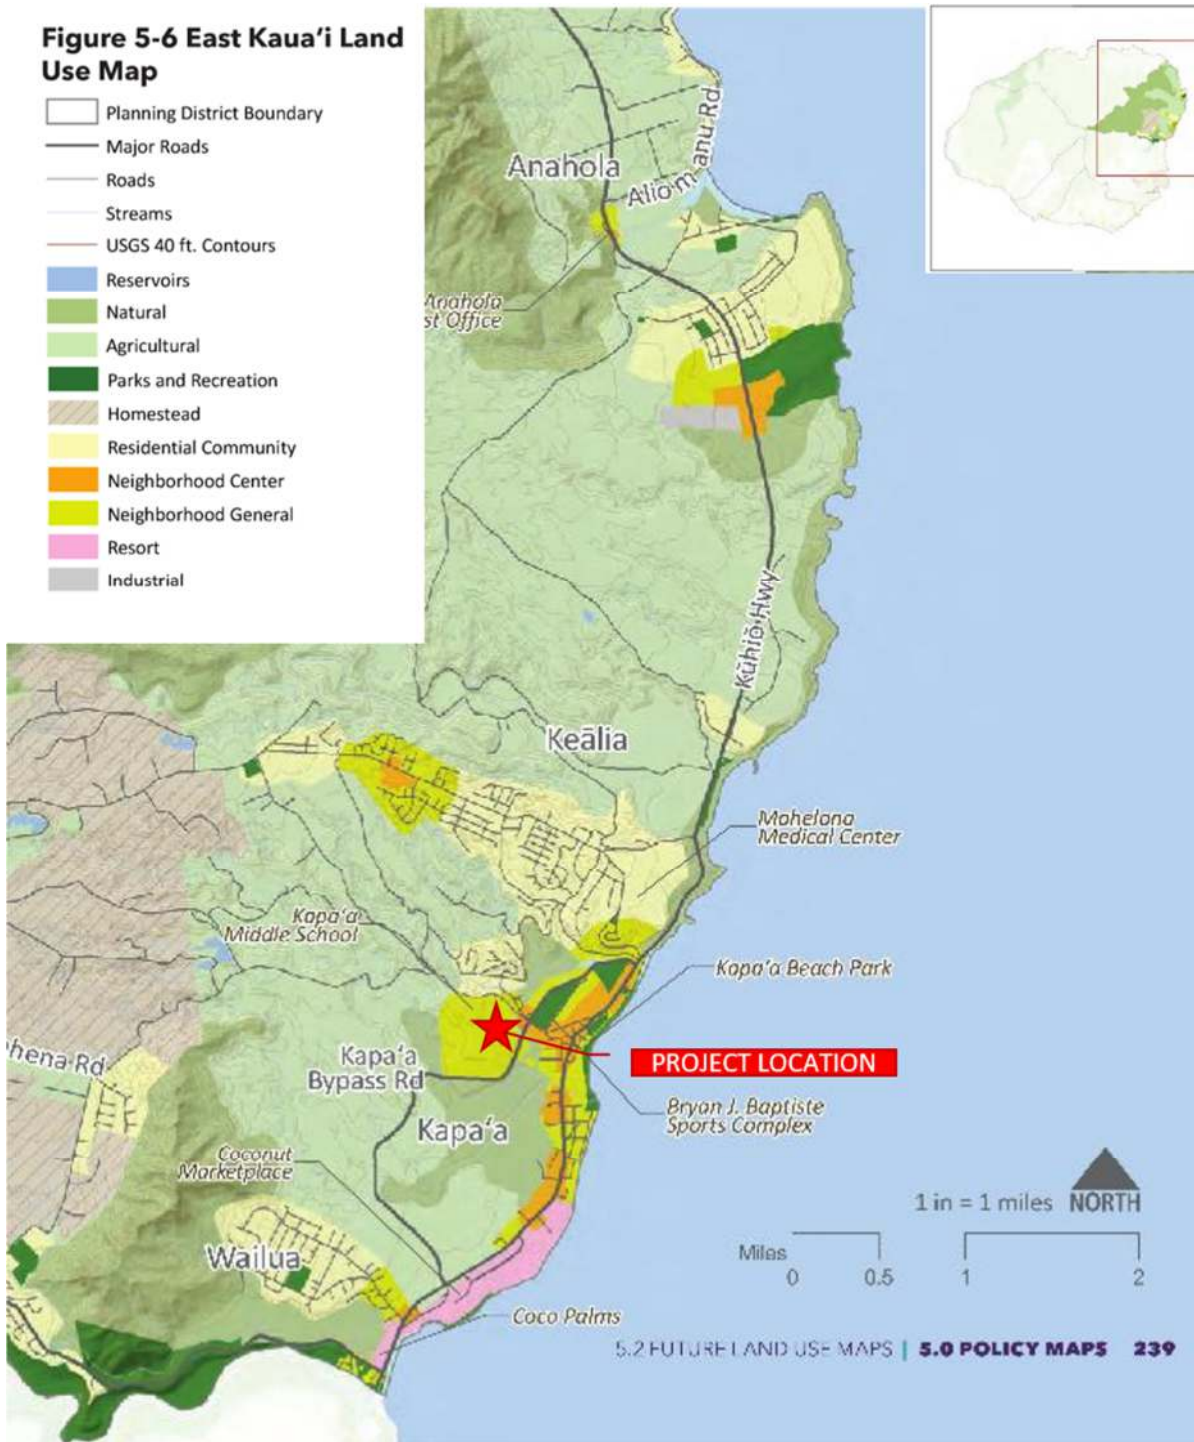 Figure 5-6 East Kaua'i Land
Use Map
Planning District Boundary
Major Roads
Roads
Streams
USGS 40 ft. Contours
Reservoirs
Natural
Agricultural
Parks and Recreation
Homestead
Residential Community
Neighborhood Center
Neighborhood General
Resort
Industrial
Anahola
Aliom anu Rd
Anahola
st Office
Kūhiō Hwy
Keālia
Mahelona
Medical Center
Kapa'a
Middle School
Kapa'a Beach Park
hena Rd
Kapa'a
Bypass Rd
PROJECT LOCATION
Bryan J. Baptiste
Sports Complex
Kapa'a
Coconut
Marketplace
1 in = 1 miles NORTH
Wailua
Miles
0 0.5 1 2
Coco Palms
5.2 FUTURE LAND USE MAPS | 5.0 POLICY MAPS 239